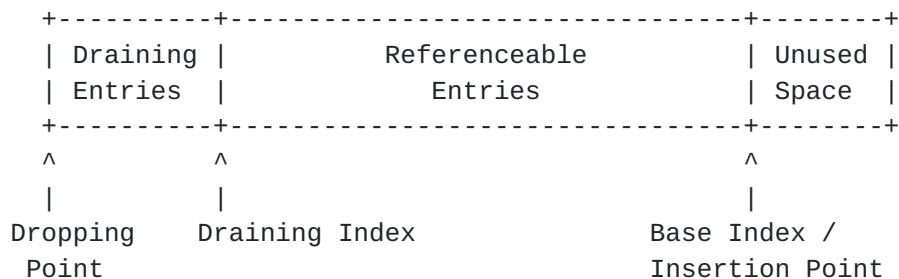 +----------+---------------------------------+--------+
| Draining |          Referenceable          | Unused |
| Entries  |             Entries             | Space  |
+----------+---------------------------------+--------+
^          ^                                 ^
|          |                                 |
Dropping    Draining Index               Base Index /
Point                                   Insertion Point